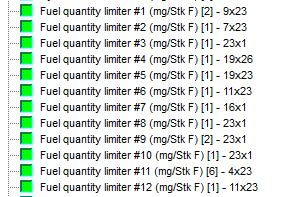 Fuel quantity limiter #1 (mg/Stk F) [2] - 9x23
Fuel quantity limiter #2 (mg/Stk F) [1] - 7x23
Fuel quantity limiter #3 (mg/Stk F) [1] - 23x1
Fuel quantity limiter #4 (mg/Stk F) [1] - 19x26
Fuel quantity limiter #5 (mg/Stk F) [1] - 19x23
Fuel quantity limiter #6 (mg/Stk F) [1] - 11x23
Fuel quantity limiter #7 (mg/Stk F) [1] - 16x1
Fuel quantity limiter #8 (mg/Stk F) [1] - 23x1
Fuel quantity limiter #9 (mg/Stk F) [2] - 23x1
Fuel quantity limiter #10 (mg/Stk F) [1] - 23x1
Fuel quantity limiter #11 (mg/Stk F) [6] - 4x23
Fuel quantity limiter #12 (mg/Stk F) [1] - 11x23